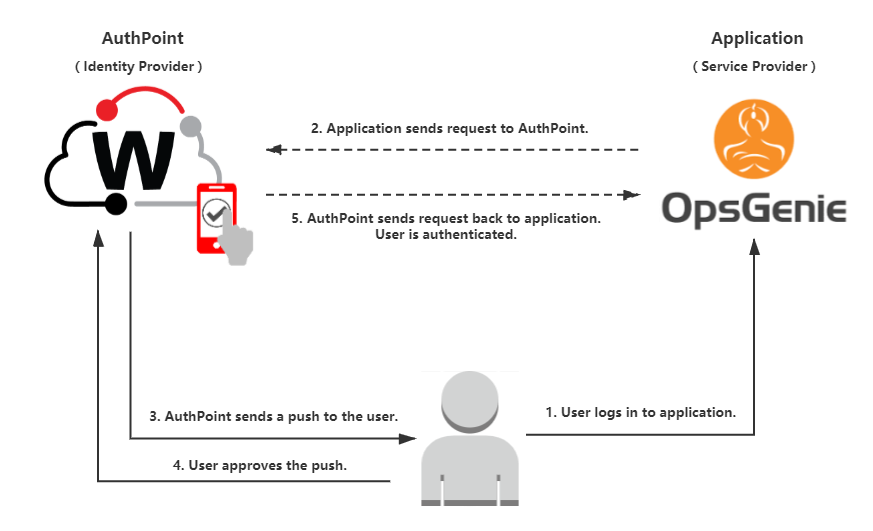 AuthPoint
( Identity Provider )
Application
( Service Provider )
W
2. Application sends request to AuthPoint.
5. AuthPoint sends request back to application.
User is authenticated.
OpsGenie
3. AuthPoint sends a push to the user.
1. User logs in to application.
4. User approves the push.